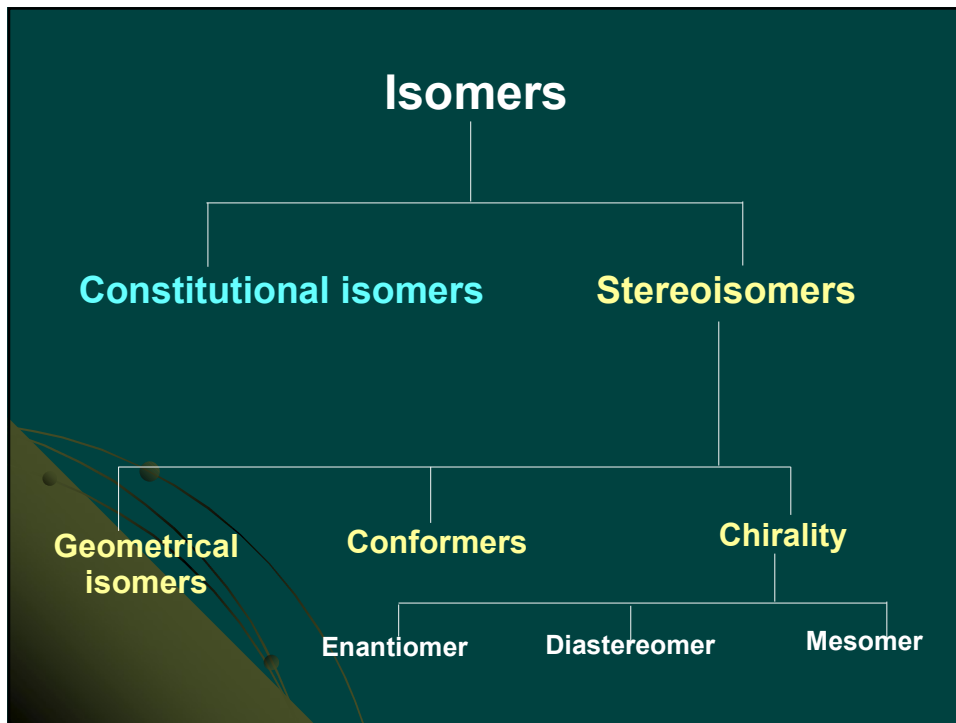 Isomers
Constitutional isomers
Stereoisomers
Geometrical
isomers
Conformers
Chirality
Enantiomer
Diastereomer
Mesomer